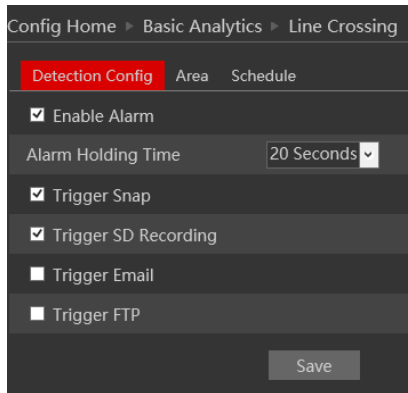 Config Home ▸ Basic Analytics ▸ Line Crossing
Detection Config Area Schedule
Enable Alarm
Alarm Holding Time 20 Seconds
Trigger Snap
Trigger SD Recording
Trigger Email
Trigger FTP
Save